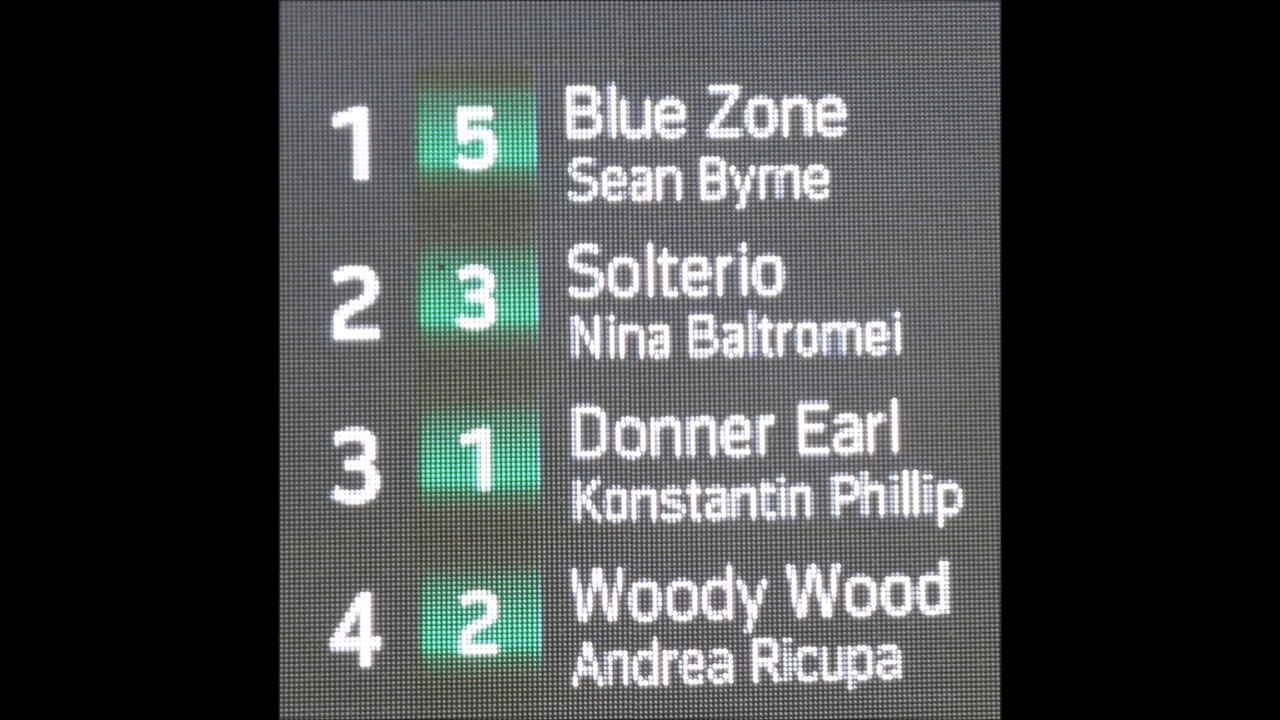 1 5 Blue Zone
Sean Byrne
2 3 Solterio
Nina Baltromei
3 1 Donner Earl
Konstantin Phillip
4 2 Woody Wood
Andrea Ricupa